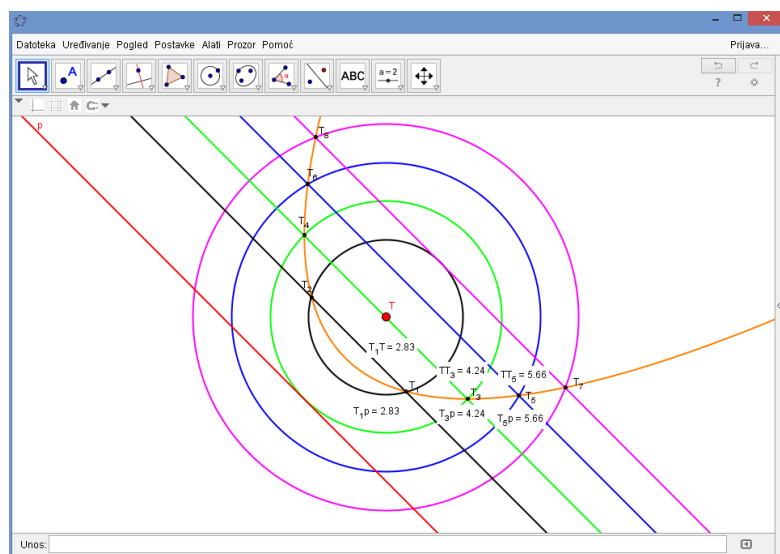 Datoteka Uređivanje Pogled Postavke Alati Prozor Pomoć
Prijava...
ABC
a=2
?
p
T₈
T₆
T₄
T₂
T
T₁T = 2.83
TT₃ = 4.24
TT₅ = 5.66
T₇
T₁
T₃
T₅
T₁p = 2.83
T₃p = 4.24
T₅p = 5.66
Unos: